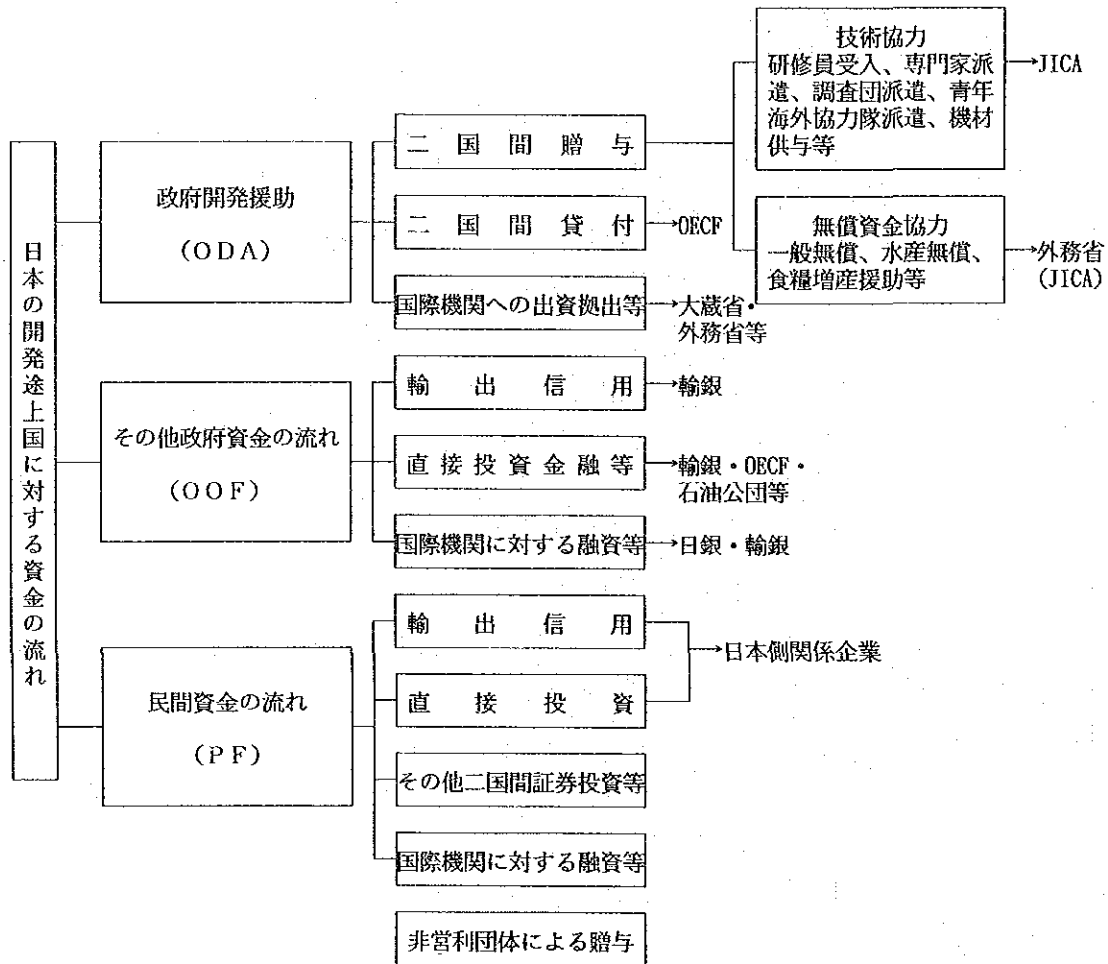 日本の開発途上国に対する資金の流れ
政府開発援助
(ODA)
二国間贈与
技術協力
研修員受入、専門家派
遣、調査団派遣、青年
海外協力隊派遣、機材
供与等
→JICA
無償資金協力
一般無償、水産無償、
食糧増産援助等
→外務省
(JICA)
二国間貸付
→OECF
国際機関への出資拠出等
→大蔵省・
外務省等
その他政府資金の流れ
(OOF)
輸出信用
→輸銀
直接投資金融等
→輸銀・OECF・
石油公団等
国際機関に対する融資等
→日銀・輸銀
民間資金の流れ
(PF)
輸出信用
直接投資
→日本側関係企業
その他二国間証券投資等
国際機関に対する融資等
非営利団体による贈与